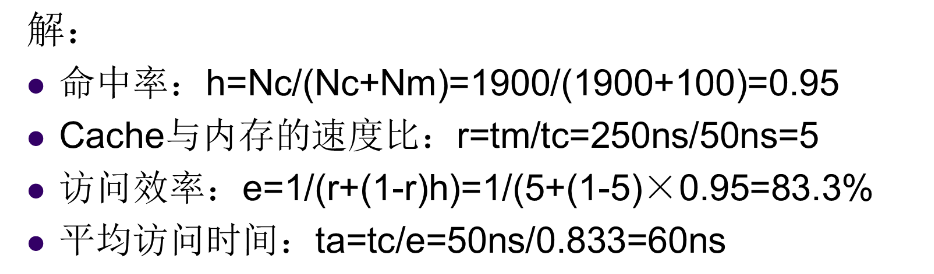 解：
● 命中率：h=Nc/(Nc+Nm)=1900/(1900+100)=0.95
● Cache与内存的速度比：r=tm/tc=250ns/50ns=5
● 访问效率：e=1/(r+(1-r)h)=1/(5+(1-5)×0.95=83.3%
● 平均访问时间：ta=tc/e=50ns/0.833=60ns